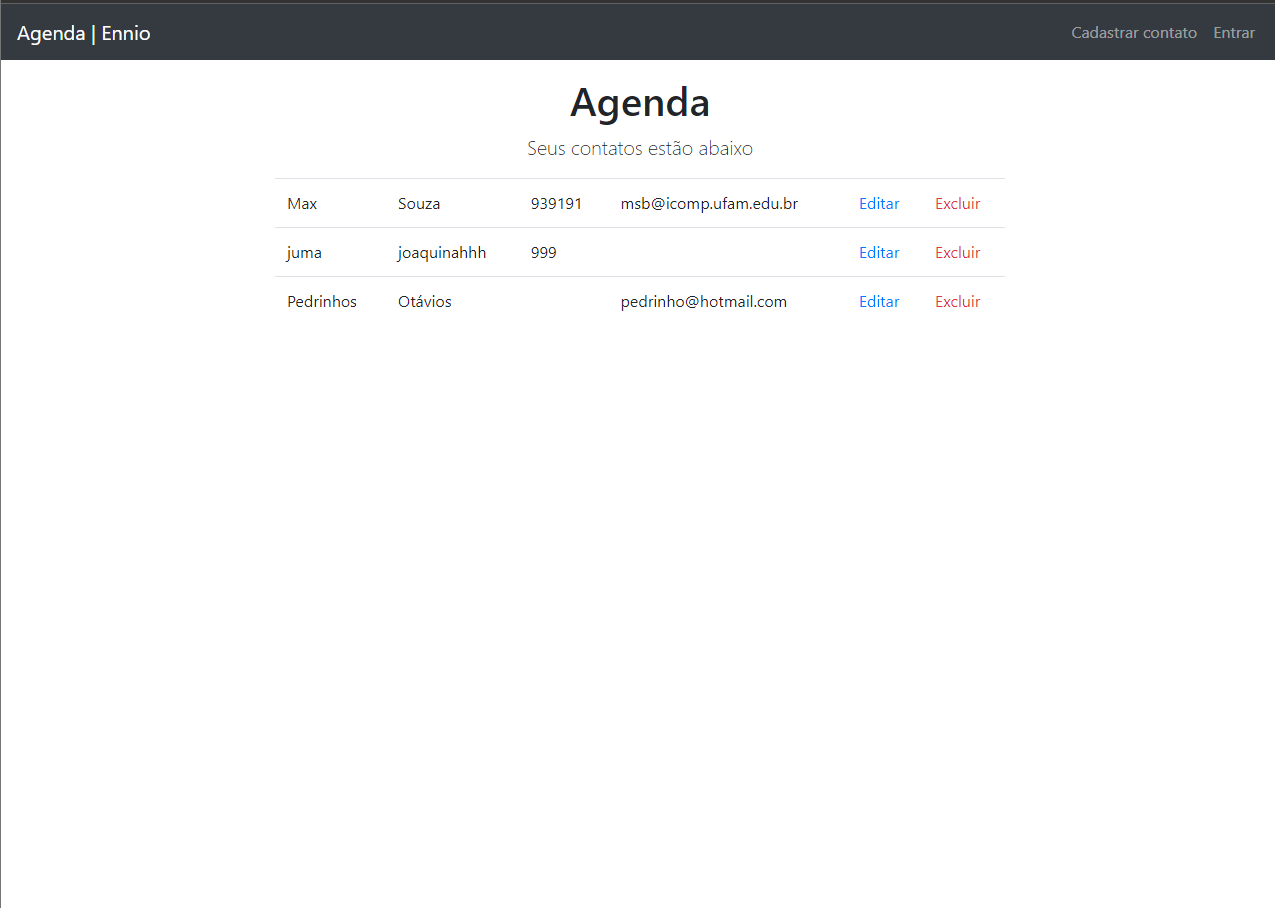 Agenda | Ennio Cadastrar contato Entrar
Agenda
Seus contatos estão abaixo
Max Souza 939191 msb@icomp.ufam.edu.br Editar Excluir
juma joaquinahhh 999 Editar Excluir
Pedrinhos Otávios pedrinho@hotmail.com Editar Excluir